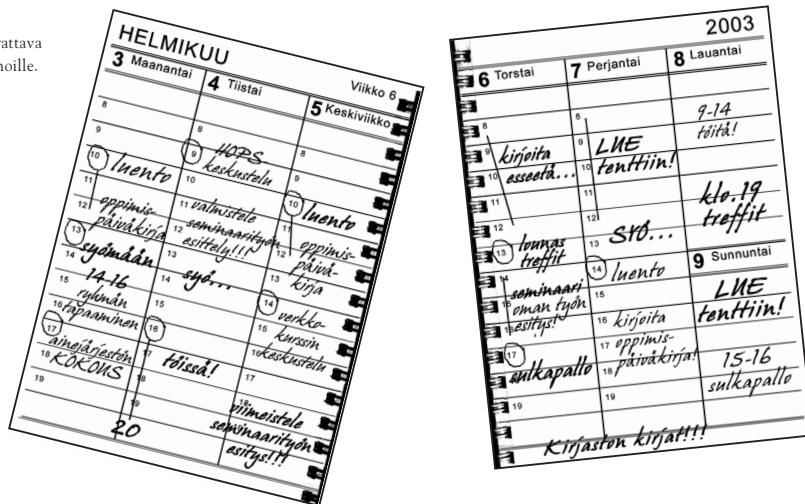 rattava
noille.
HELMIKUU
Viikko 6
3 Maanantai
8
9
10 luento
11
12 oppimis-
päiväkirja
13
syömään
14
14-16
15 ryhmän
16 tapaaminen
17
ainejärjestön
18 KOKOUS
19
4 Tiistai
8
HOPS-
9 keskustelu
10
11 valmistele
12 seminaarityön
esittely!!!
13
syö...
14
15
16
17
töissä!
18
19
20
5 Keskiviikko
8
9
10
luento
11
12 oppimis-
päivä-
13 kirja
14
verkko-
15 kurssin
16 keskustelu
17
18
viimeistele
seminaarityön
esitys!!!
2003
6 Torstai
8
9 kirjoita
10 esseetä...
11
12
13 lounas
treffit
14
seminaari
15 oman työn
16 esitys!
17
sulkapallo
18
19
7 Perjantai
8
9 LUE
10 tenttiin!
11
12
13 SYÖ...
14 luento
15
16 kirjoita
17 oppimis-
18 päiväkirja!
19
8 Lauantai
9-14
töitä!
klo.19
treffit
9 Sunnuntai
LUE
tenttiin!
15-16
sulkapallo
Kirjaston kirjat!!!